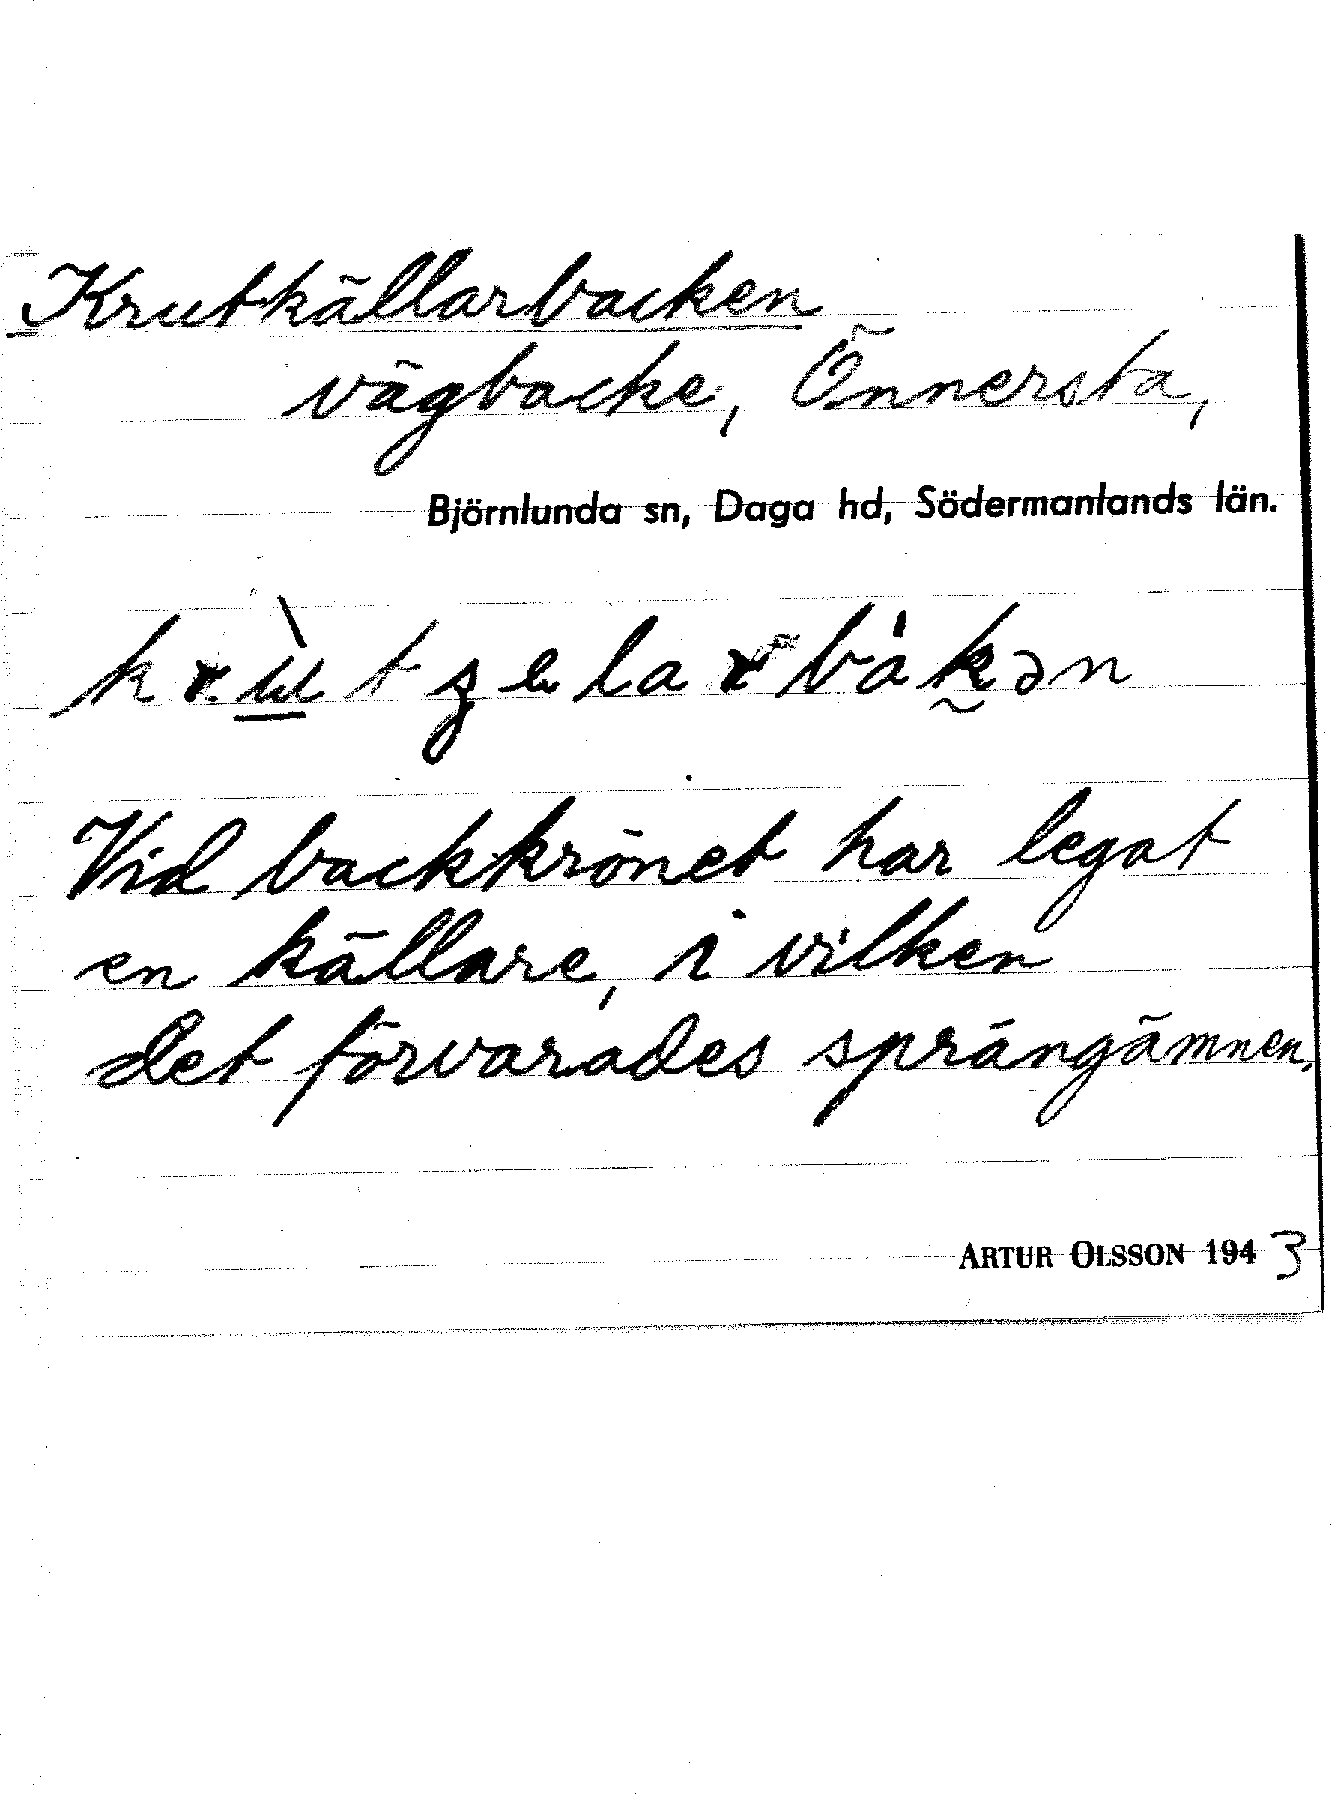 Krutkällarbacken
vägbacke, Önnersta,
Björnlunda sn, Daga hd, Södermanlands län.
Vid backkrönet har legat
en källare, i vilken
det förvarades sprängämnen.
ARTUR OLSSON 1943